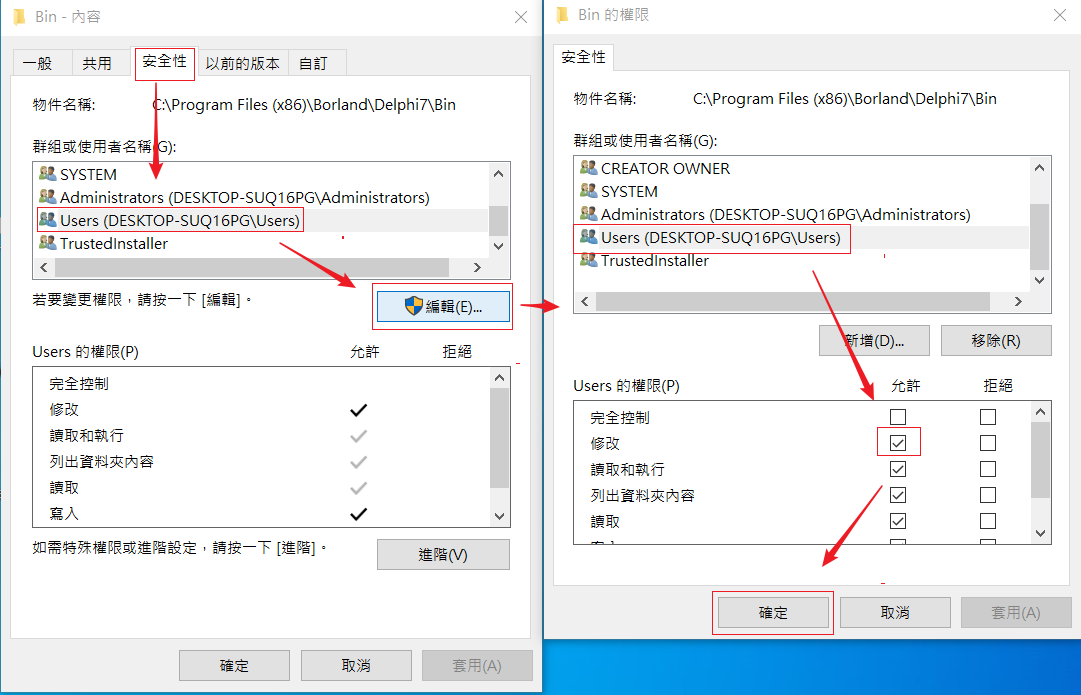 Bin - 內容
一般 共用 安全性 以前的版本 自訂
物件名稱: C:\Program Files (x86)\Borland\Delphi7\Bin
群組或使用者名稱(G):
SYSTEM
Administrators (DESKTOP-SUQ16PG\Administrators)
Users (DESKTOP-SUQ16PG\Users)
TrustedInstaller
若要變更權限，請按一下 [編輯]。
編輯(E)...
Users 的權限(P) 允許 拒絕
完全控制
修改
讀取和執行
列出資料夾內容
讀取
寫入
如需特殊權限或進階設定，請按一下 [進階]。
進階(V)
確定 取消 套用(A)
Bin 的權限
安全性
物件名稱: C:\Program Files (x86)\Borland\Delphi7\Bin
群組或使用者名稱(G):
CREATOR OWNER
SYSTEM
Administrators (DESKTOP-SUQ16PG\Administrators)
Users (DESKTOP-SUQ16PG\Users)
TrustedInstaller
新增(D)... 移除(R)
Users 的權限(P) 允許 拒絕
完全控制
修改
讀取和執行
列出資料夾內容
讀取
確定 取消 套用(A)